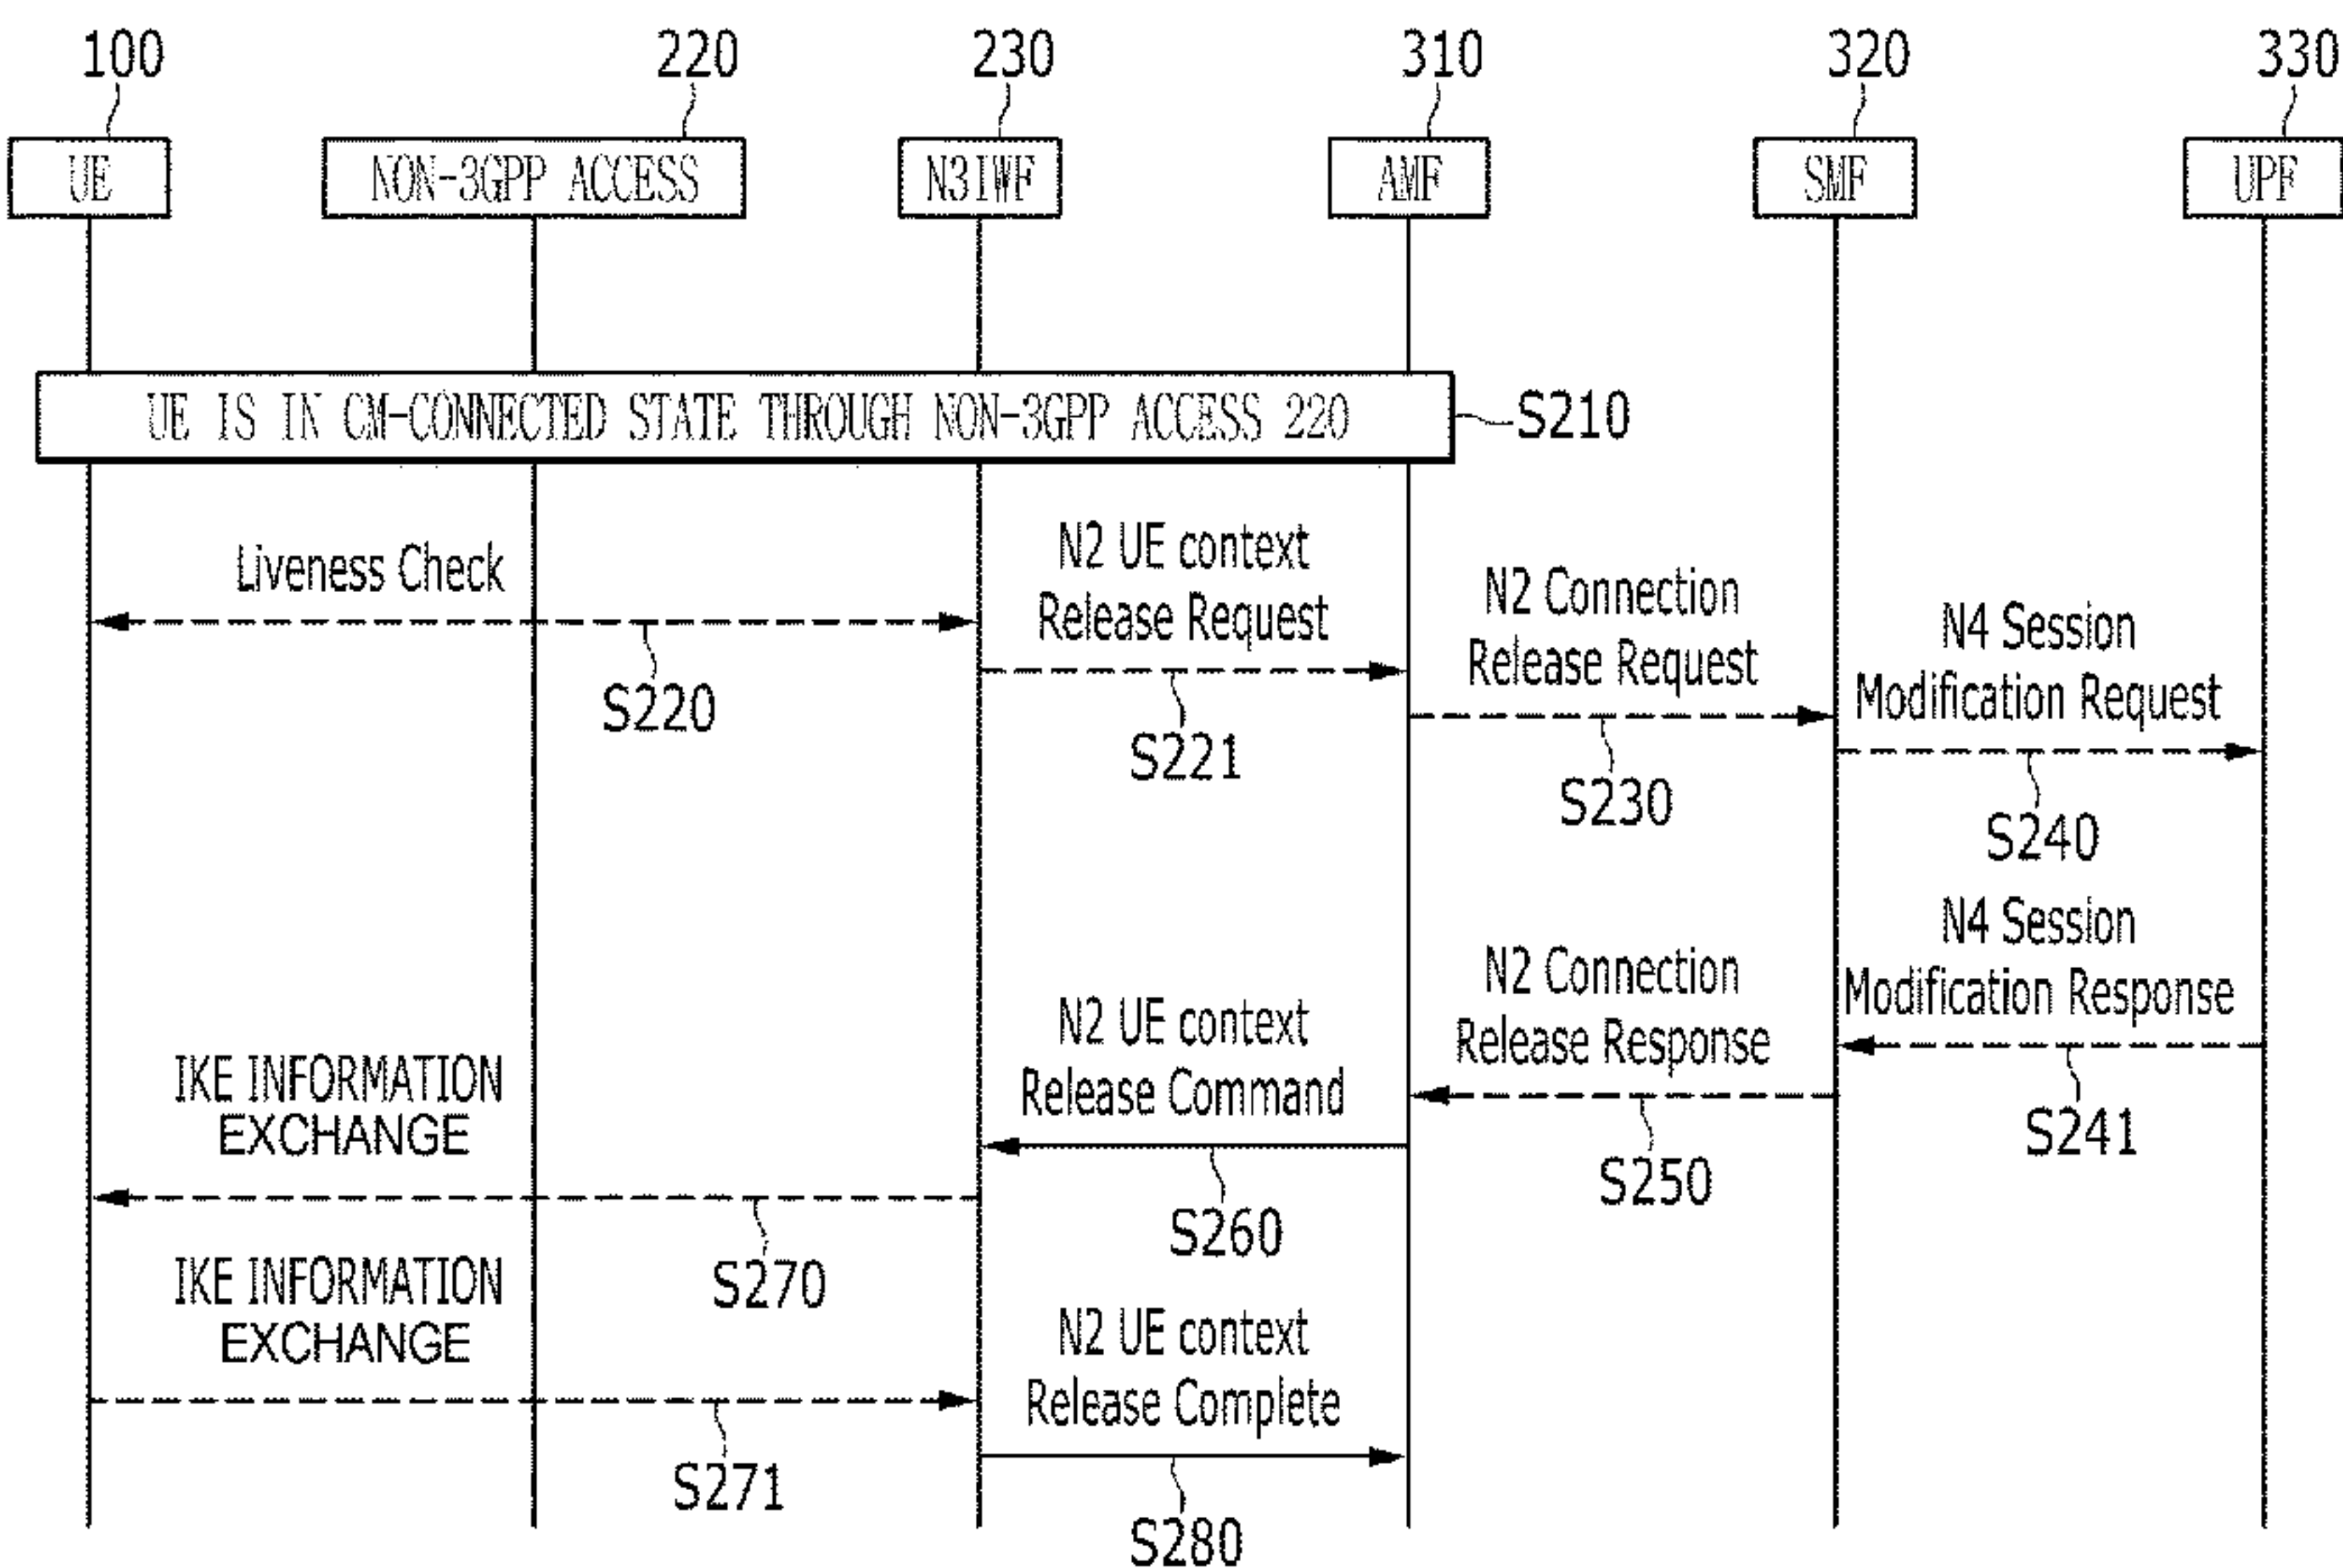 100
220
230
310
320
330
UE
NON-3GPP ACCESS
N3IWF
AMF
SMF
UPF
UE IS IN CM-CONNECTED STATE THROUGH NON-3GPP ACCESS 220
S210
Liveness Check
S220
N2 UE context
Release Request
S221
N2 Connection
Release Request
S230
N4 Session
Modification Request
S240
N4 Session
Modification Response
S241
N2 Connection
Release Response
S250
N2 UE context
Release Command
S260
IKE INFORMATION
EXCHANGE
S270
IKE INFORMATION
EXCHANGE
S271
N2 UE context
Release Complete
S280